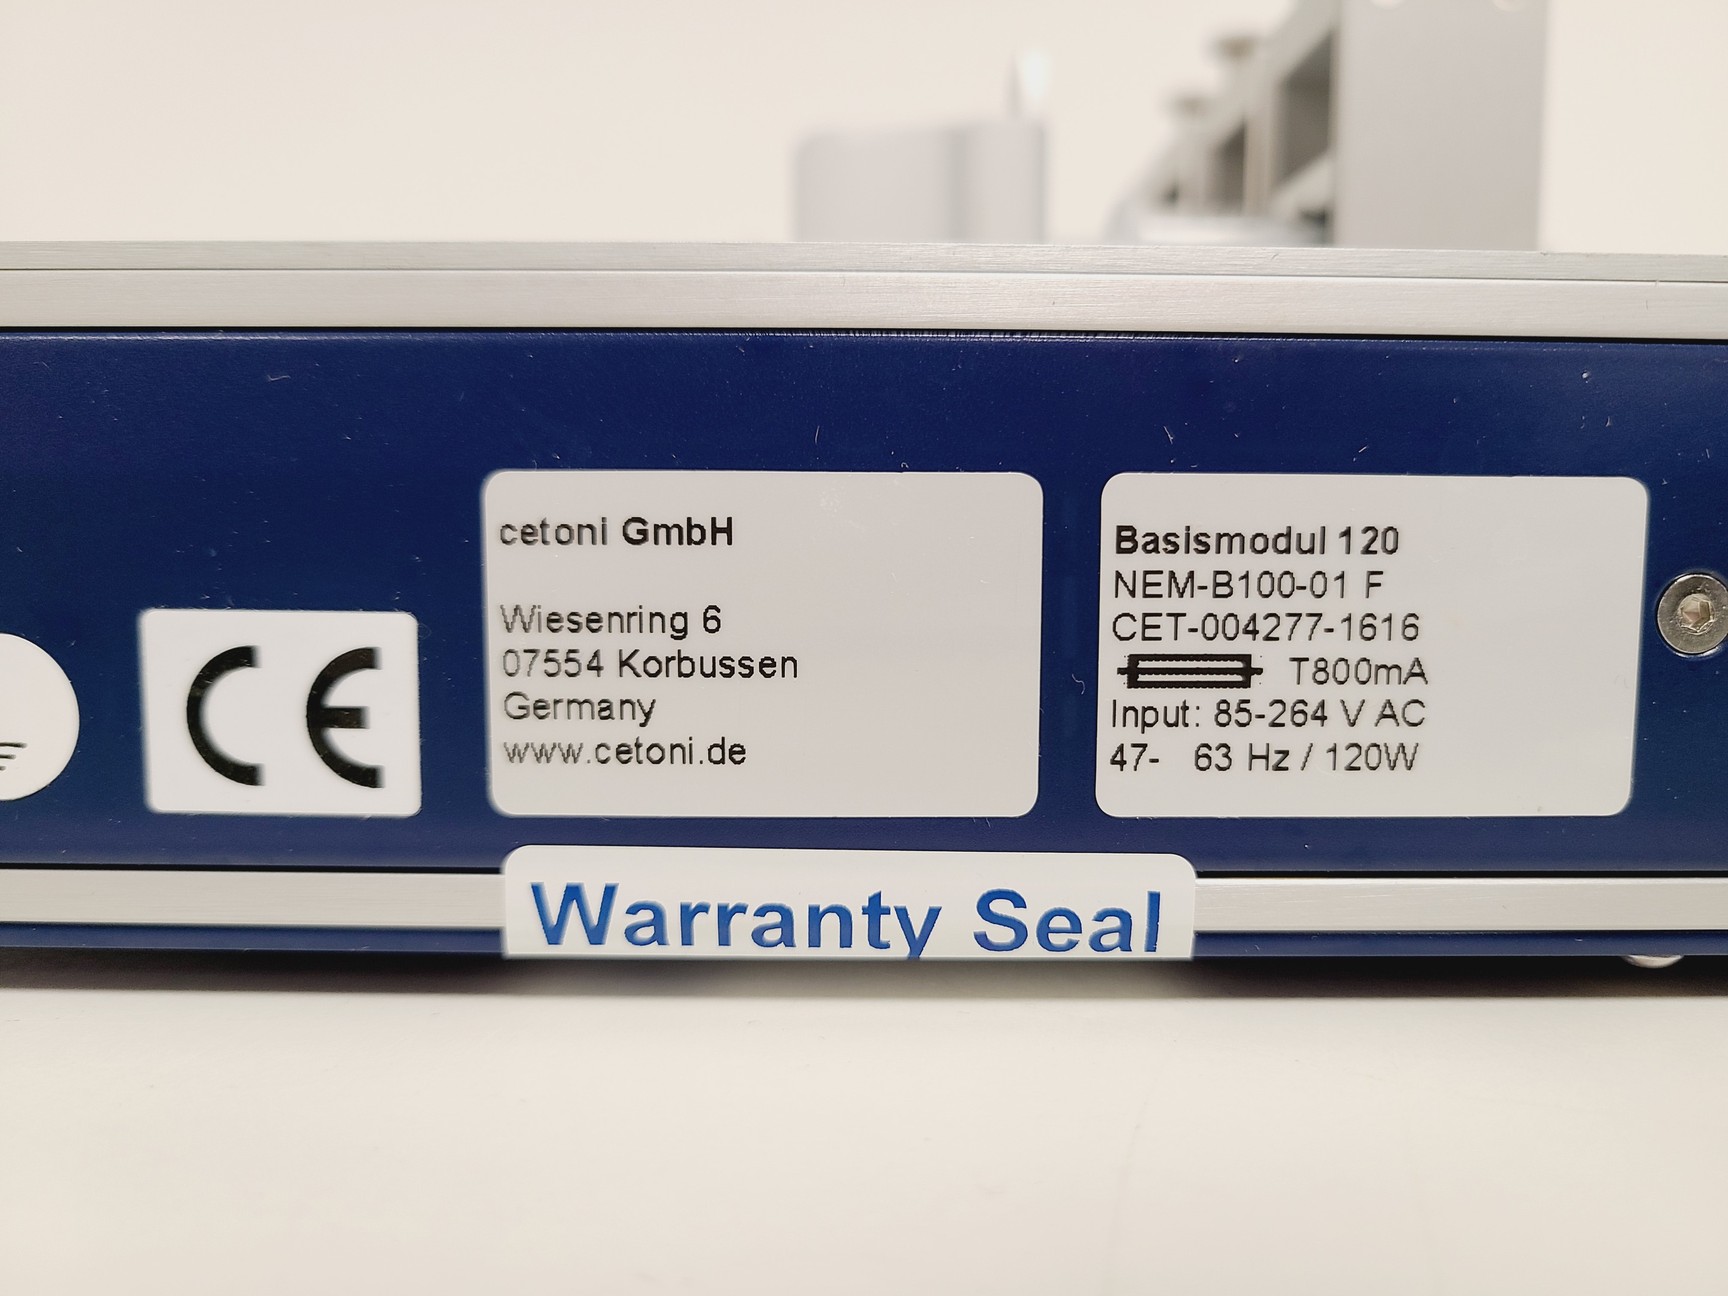 CE
cetoni GmbH
Wiesenring 6
07554 Korbussen
Germany
www.cetoni.de
Basismodul 120
NEM-B100-01 F
CET-004277-1616
T800mA
Input: 85-264 V AC
47- 63 Hz / 120W
Warranty Seal